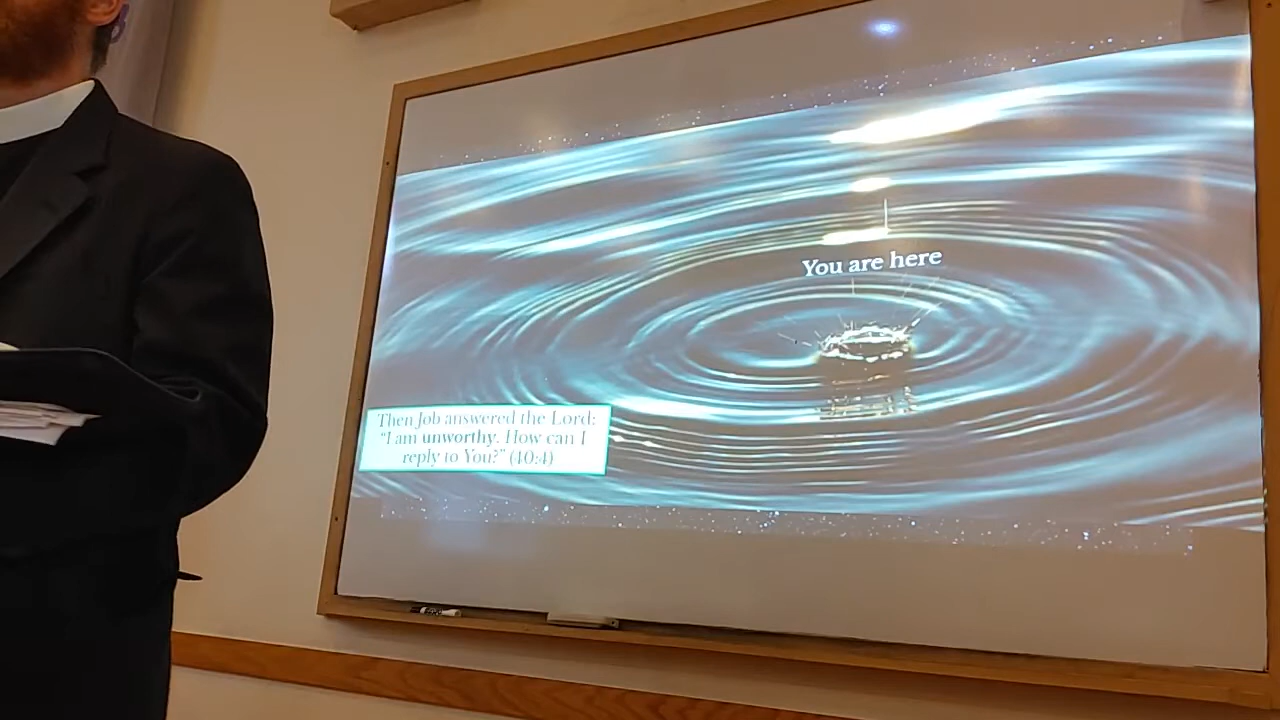 You are here
Then Job answered the Lord:
“I am unworthy. How can I
reply to You?” (40:4)